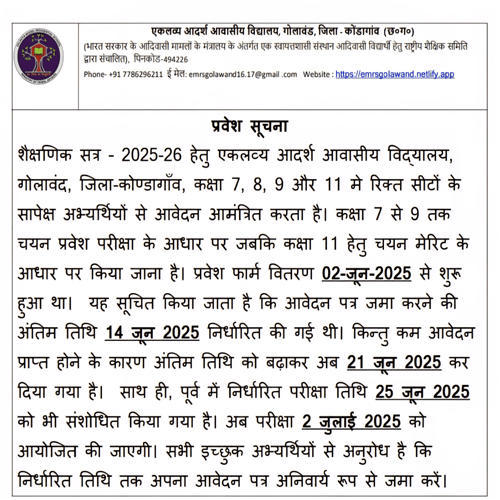 एकलव्य आदर्श आवासीय विद्यालय, गोलावंड, जिला - कोंडागांव (छ०ग०)
(भारत सरकार के आदिवासी मामलों के मंत्रालय के अंतर्गत एक स्वायत्तशासी संस्थान आदिवासी विद्यार्थी हेतु राष्ट्रीय शैक्षिक समिति
द्वारा संचालित), पिनकोड-494226
Phone- +91 7786296211 ई मेल: emrsgolawand16.17@gmail.com Website : https://emrsgolawand.netlify.app
प्रवेश सूचना
शैक्षणिक सत्र - 2025-26 हेतु एकलव्य आदर्श आवासीय विद्यालय,
गोलावंद, जिला-कोण्डागाँव, कक्षा 7, 8, 9 और 11 मे रिक्त सीटों के
सापेक्ष अभ्यर्थियों से आवेदन आमंत्रित करता है। कक्षा 7 से 9 तक
चयन प्रवेश परीक्षा के आधार पर जबकि कक्षा 11 हेतु चयन मेरिट के
आधार पर किया जाना है। प्रवेश फार्म वितरण 02-जून-2025 से शुरू
हुआ था। यह सूचित किया जाता है कि आवेदन पत्र जमा करने की
अंतिम तिथि 14 जून 2025 निर्धारित की गई थी। किन्तु कम आवेदन
प्राप्त होने के कारण अंतिम तिथि को बढ़ाकर अब 21 जून 2025 कर
दिया गया है। साथ ही, पूर्व में निर्धारित परीक्षा तिथि 25 जून 2025
को भी संशोधित किया गया है। अब परीक्षा 2 जुलाई 2025 को
आयोजित की जाएगी। सभी इच्छुक अभ्यर्थियों से अनुरोध है कि
निर्धारित तिथि तक अपना आवेदन पत्र अनिवार्य रूप से जमा करें।